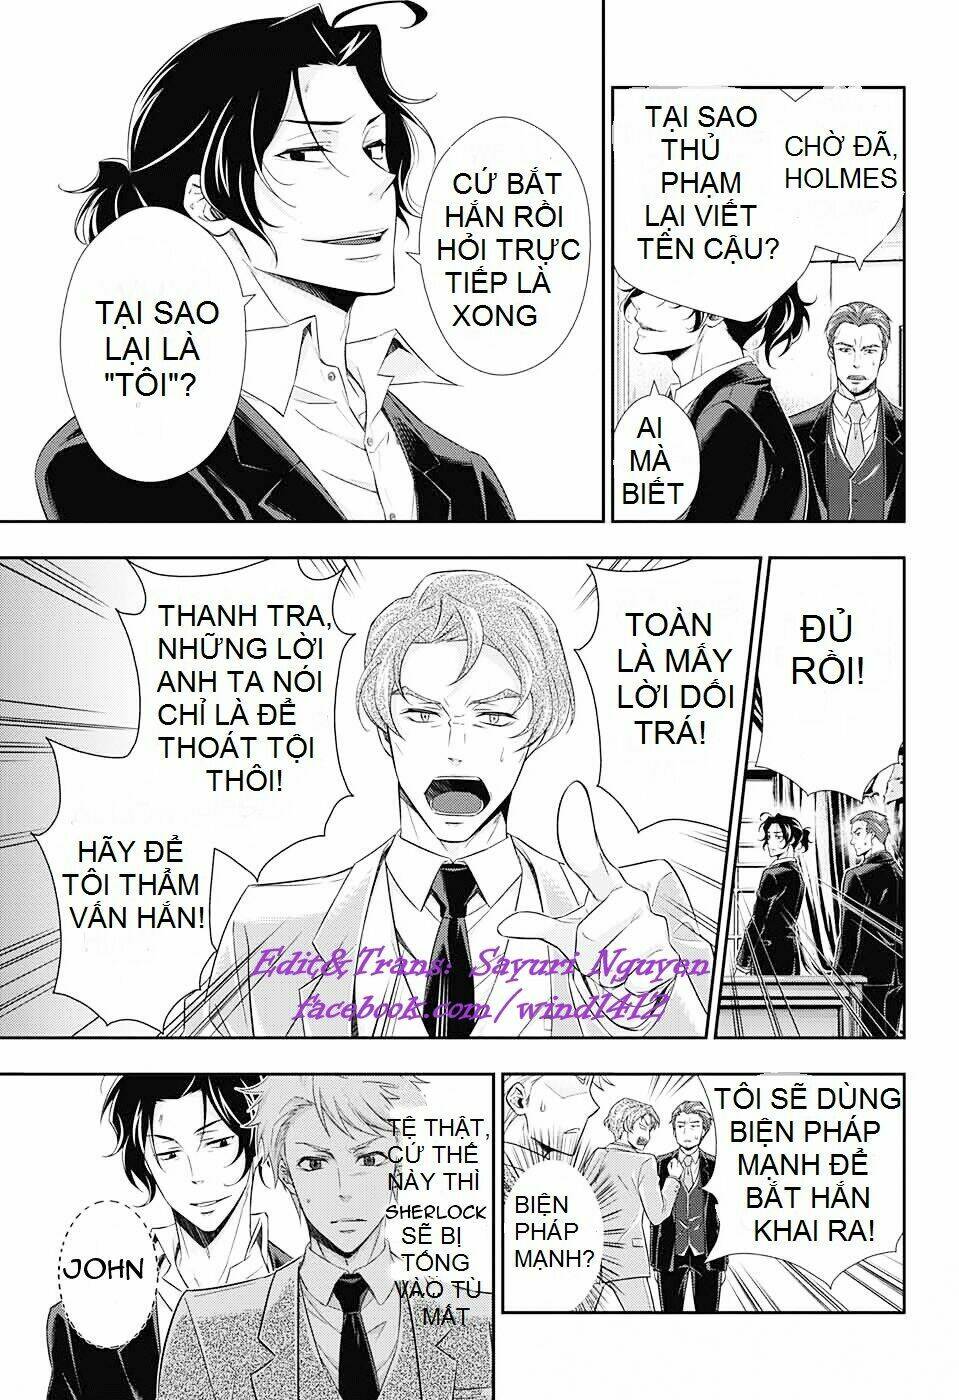 CHỜ ĐÃ,
HOLMES
TẠI SAO
THỦ
PHẠM
LẠI VIẾT
TÊN CẬU?
AI
MÀ
BIẾT
CỨ BẮT
HẮN RỒI
HỎI TRỰC
TIẾP LÀ
XONG
TẠI SAO
LẠI LÀ
"TÔI"?
ĐỦ
RỒI!
TOÀN
LÀ MẤY
LỜI DỐI
TRÁ!
THANH TRA,
NHỮNG LỜI
ANH TA NÓI
CHỈ LÀ ĐỂ
THOÁT TỘI
THÔI!
HÃY ĐỂ
TÔI THẨM
VẤN HẮN!
Edit&Trans: Sayuri Nguyen
facebook.com/wind1412
TÔI SẼ DÙNG
BIỆN PHÁP
MẠNH ĐỂ
BẮT HẮN
KHAI RA!
BIỆN
PHÁP
MẠNH?
TỆ THẬT,
CỨ THẾ
NÀY THÌ
SHERLOCK
SẼ BỊ
TỐNG
VÀO TÙ
MẤT
JOHN